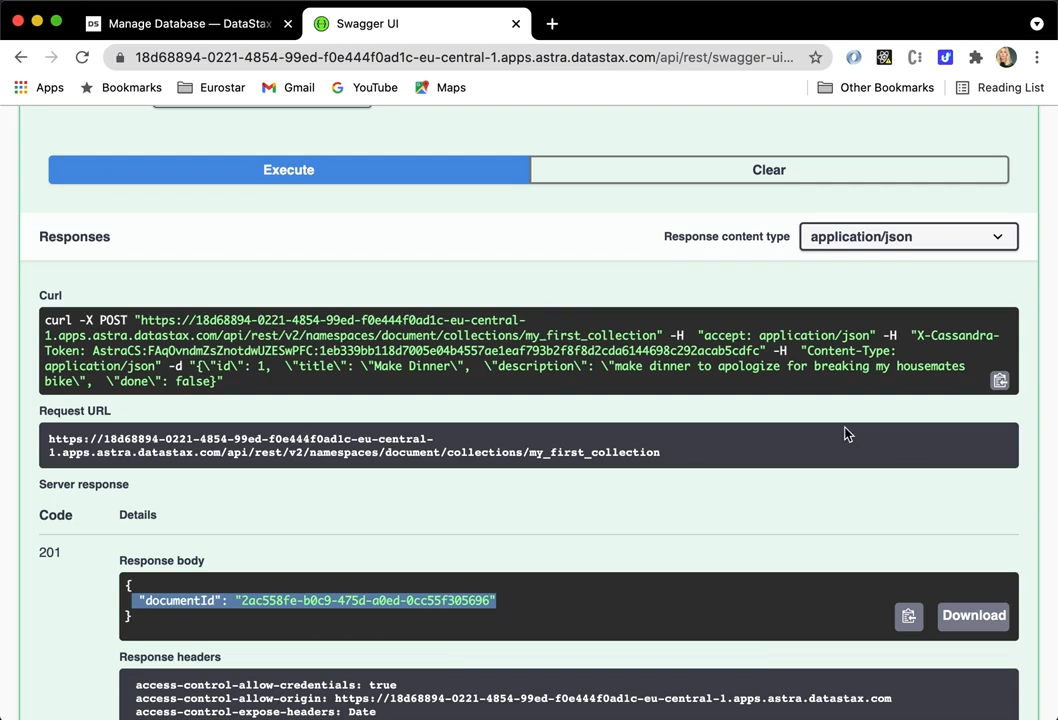 DS Manage Database — DataStax
Swagger UI
18d68894-0221-4854-99ed-f0e444f0ad1c-eu-central-1.apps.astra.datastax.com/api/rest/swagger-ui...
Apps
Bookmarks
Eurostar
Gmail
YouTube
Maps
Other Bookmarks
Reading List
Execute
Clear
Responses
Response content type
application/json
Curl
curl -X POST "https://18d68894-0221-4854-99ed-f0e444f0ad1c-eu-central-
1.apps.astra.datastax.com/api/rest/v2/namespaces/document/collections/my_first_collection" -H "accept: application/json" -H "X-Cassandra-
Token: AstraCS:FAqOvndmZsZnotdwUZESwPFC:1eb339bb118d7005e04b4557ae1eaf793b2f8f8d2cda6144698c292acab5cdfc" -H "Content-Type:
application/json" -d "{\"id\": 1, \"title\": \"Make Dinner\", \"description\": \"make dinner to apologize for breaking my housemates
bike\", \"done\": false}"
Request URL
https://18d68894-0221-4854-99ed-f0e444f0ad1c-eu-central-
1.apps.astra.datastax.com/api/rest/v2/namespaces/document/collections/my_first_collection
Server response
Code
Details
201
Response body
{
"documentId": "2ac558fe-b0c9-475d-a0ed-0cc55f305696"
}
Download
Response headers
access-control-allow-credentials: true
access-control-allow-origin: https://18d68894-0221-4854-99ed-f0e444f0ad1c-eu-central-1.apps.astra.datastax.com
access-control-expose-headers: Date